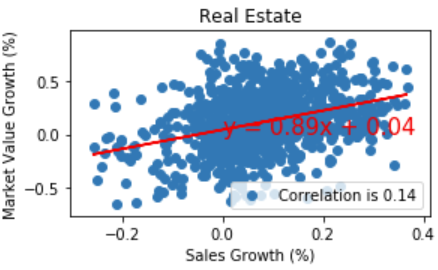 Real Estate
Market Value Growth (%)
0.5
0.0
−0.5
y = 0.89x + 0.04
Correlation is 0.14
−0.2
0.0
0.2
0.4
Sales Growth (%)